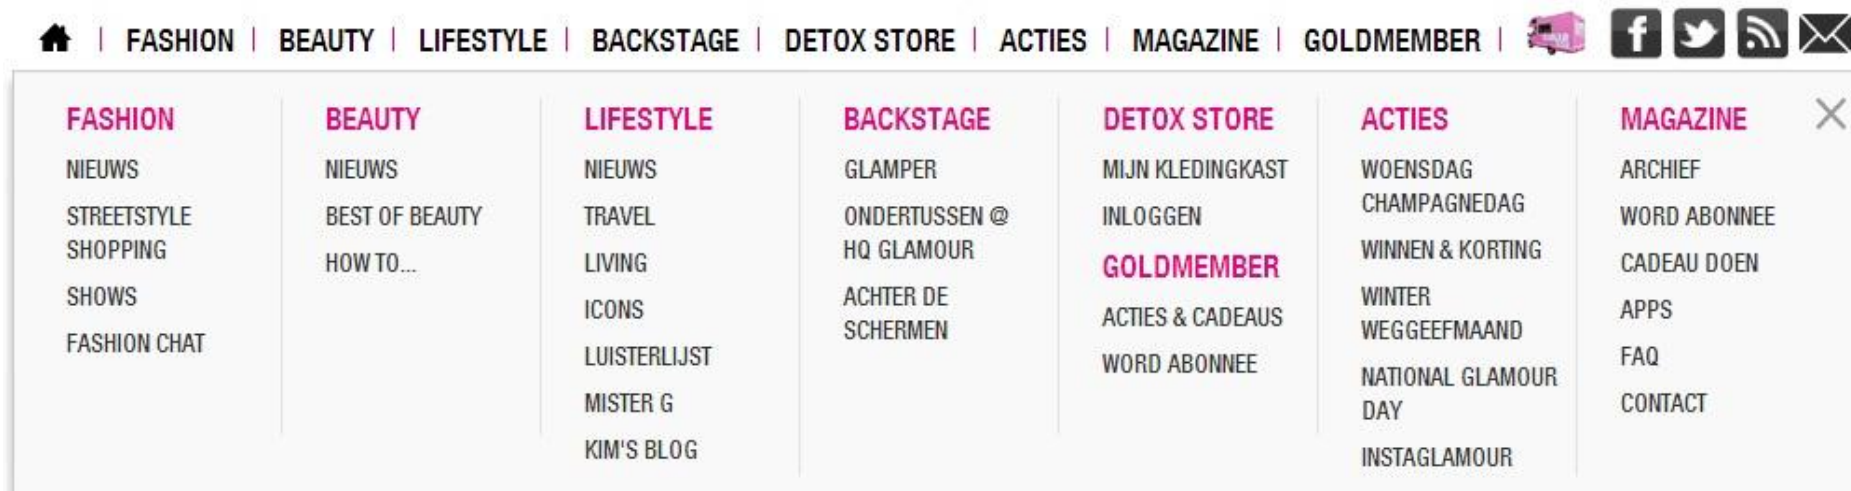 FASHION | BEAUTY | LIFESTYLE | BACKSTAGE | DETOX STORE | ACTIES | MAGAZINE | GOLDMEMBER
FASHION
NIEUWS
STREETSTYLE
SHOPPING
SHOWS
FASHION CHAT
BEAUTY
NIEUWS
BEST OF BEAUTY
HOW TO...
LIFESTYLE
NIEUWS
TRAVEL
LIVING
ICONS
LUISTERLIJST
MISTER G
KIM'S BLOG
BACKSTAGE
GLAMPER
ONDERTUSSEN @
HQ GLAMOUR
ACHTER DE
SCHERMEN
DETOX STORE
MIJN KLEDINGKAST
INLOGGEN
GOLDMEMBER
ACTIES & CADEAUS
WORD ABONNEE
ACTIES
WOENSDAG
CHAMPAGNEDAG
WINNEN & KORTING
WINTER
WEGGEEFMAAND
NATIONAL GLAMOUR
DAY
INSTAGLAMOUR
MAGAZINE
ARCHIEF
WORD ABONNEE
CADEAU DOEN
APPS
FAQ
CONTACT